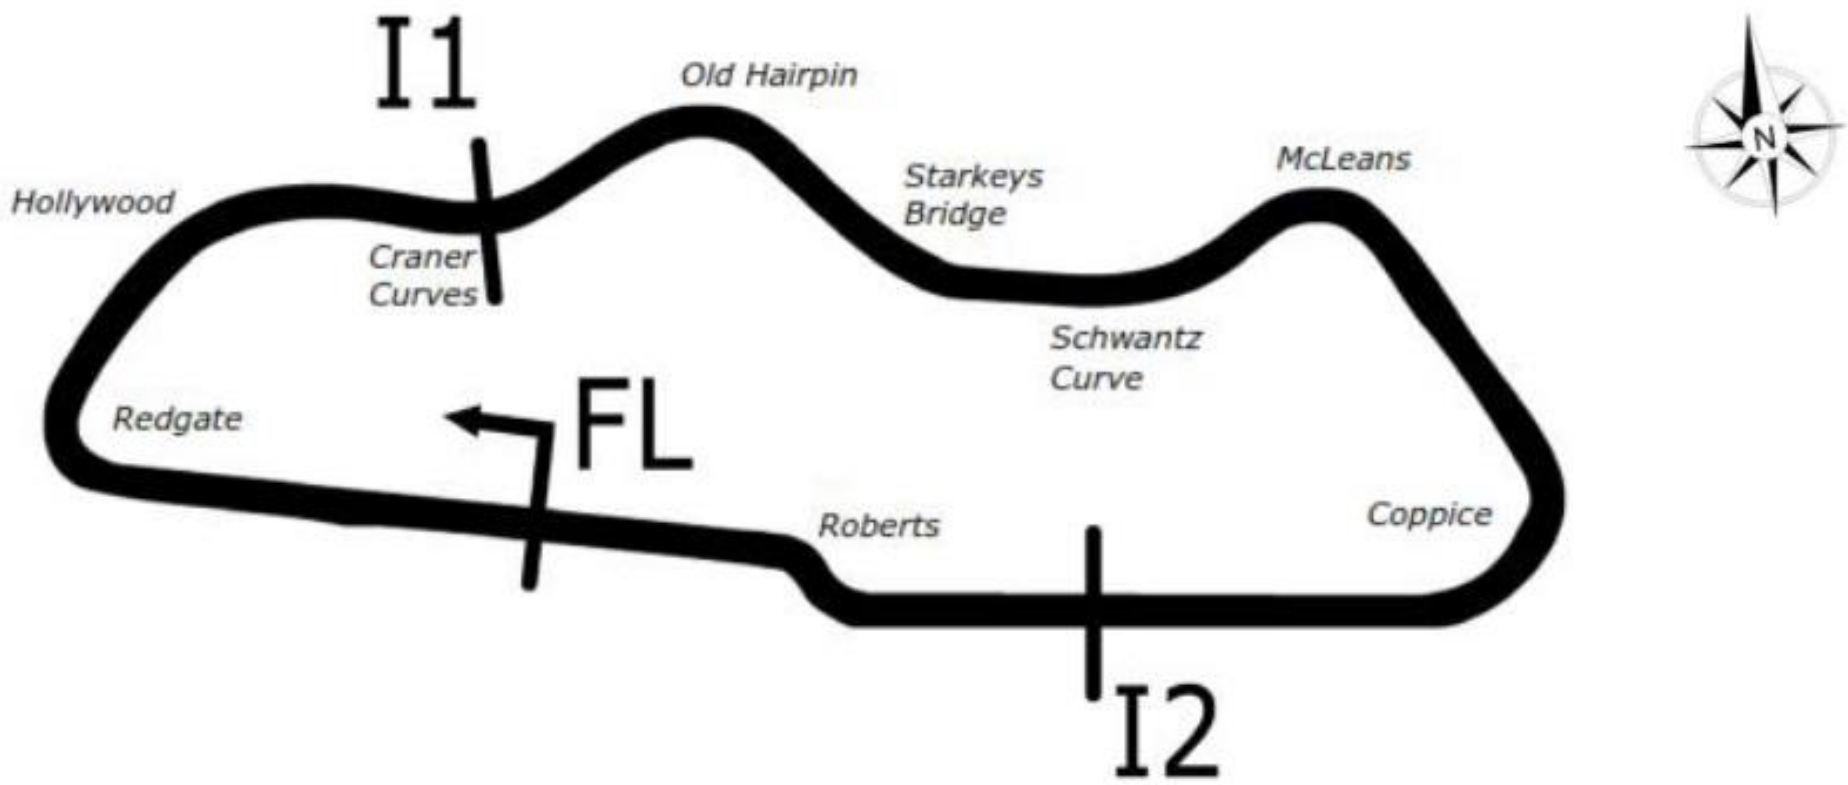 I1
Old Hairpin
McLeans
N
Starkeys
Bridge
Hollywood
Craner
Curves
Schwantz
Curve
FL
Redgate
Roberts
Coppice
I2